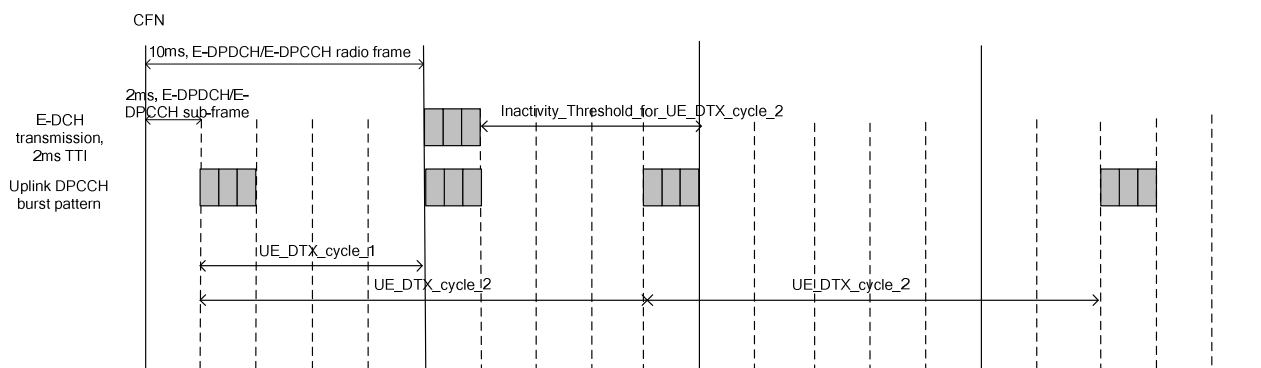 CFN
10ms, E-DPDCH/E-DPCCH radio frame
2ms, E-DPDCH/E-
DPCCH sub-frame
Inactivity_Threshold_for_UE_DTX_cycle_2
E-DCH
transmission,
2ms TTI
Uplink DPCCH
burst pattern
UE_DTX_cycle_1
UE_DTX_cycle_2
UE_DTX_cycle_2